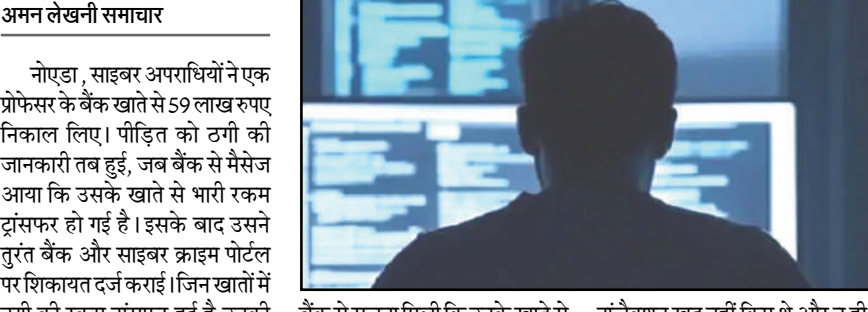 अमन लेखनी समाचार
नोएडा , साइबर अपराधियों ने एक
प्रोफेसर के बैंक खाते से 59 लाख रुपए
निकाल लिए। पीड़ित को ठगी की
जानकारी तब हुई, जब बैंक से मैसेज
आया कि उसके खाते से भारी रकम
ट्रांसफर हो गई है। इसके बाद उसने
तुरंत बैंक और साइबर क्राइम पोर्टल
पर शिकायत दर्ज कराई।जिन खातों में